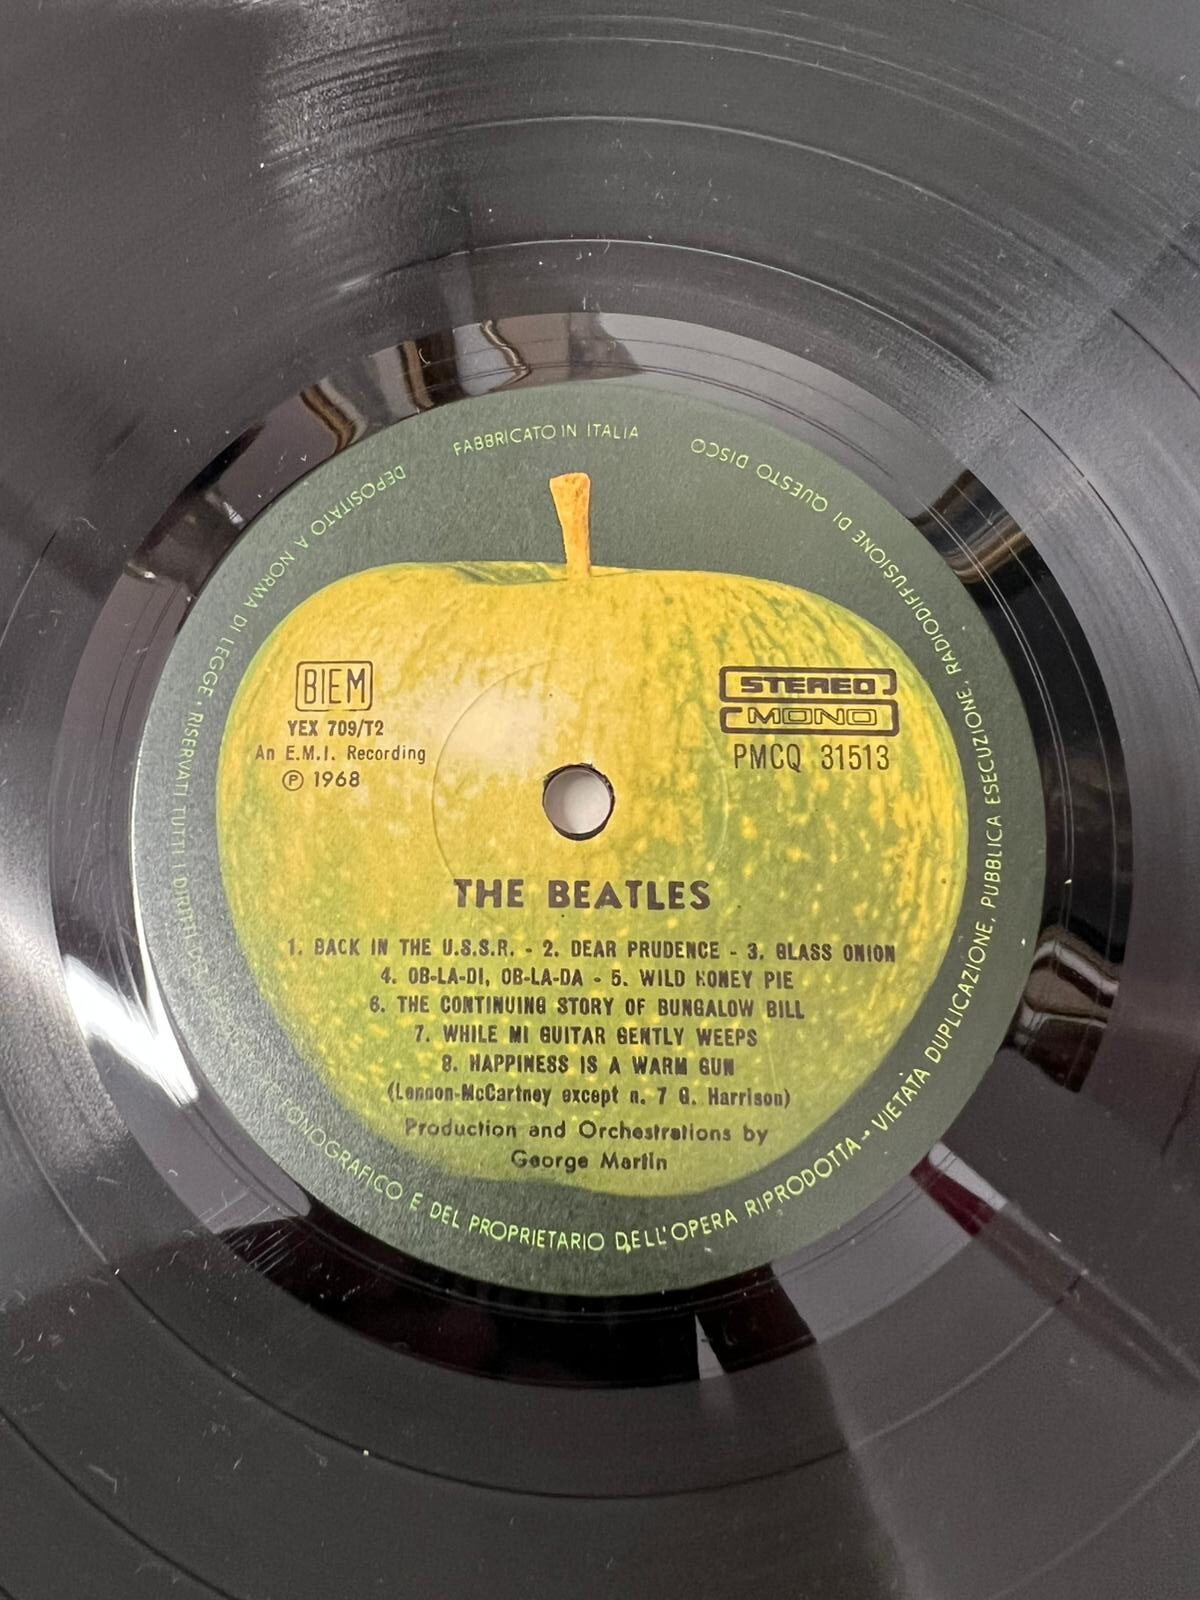 FABBRICATO IN ITALIA
BIEM
YEX 709/T2
An E.M.I. Recording
Ⓟ 1968
STEREO
MONO
PMCQ 31513
THE BEATLES
1. BACK IN THE U.S.S.R. - 2. DEAR PRUDENCE - 3. GLASS ONION
4. OB-LA-DI, OB-LA-DA - 5. WILD HONEY PIE
6. THE CONTINUING STORY OF BUNGALOW BILL
7. WHILE MI GUITAR GENTLY WEEPS
8. HAPPINESS IS A WARM GUN
(Lennon-McCartney except n. 7 G. Harrison)
Production and Orchestrations by
George Martin
DEPOSITATO A NORMA DI LEGGE • RISERVATI TUTTI I DIRITTI FONOGRAFICO E DEL PROPRIETARIO DELL'OPERA RIPRODOTTA • VIETATA DUPLICAZIONE, PUBBLICA ESECUZIONE, RADIODIFFUSIONE DI QUESTO DISCO